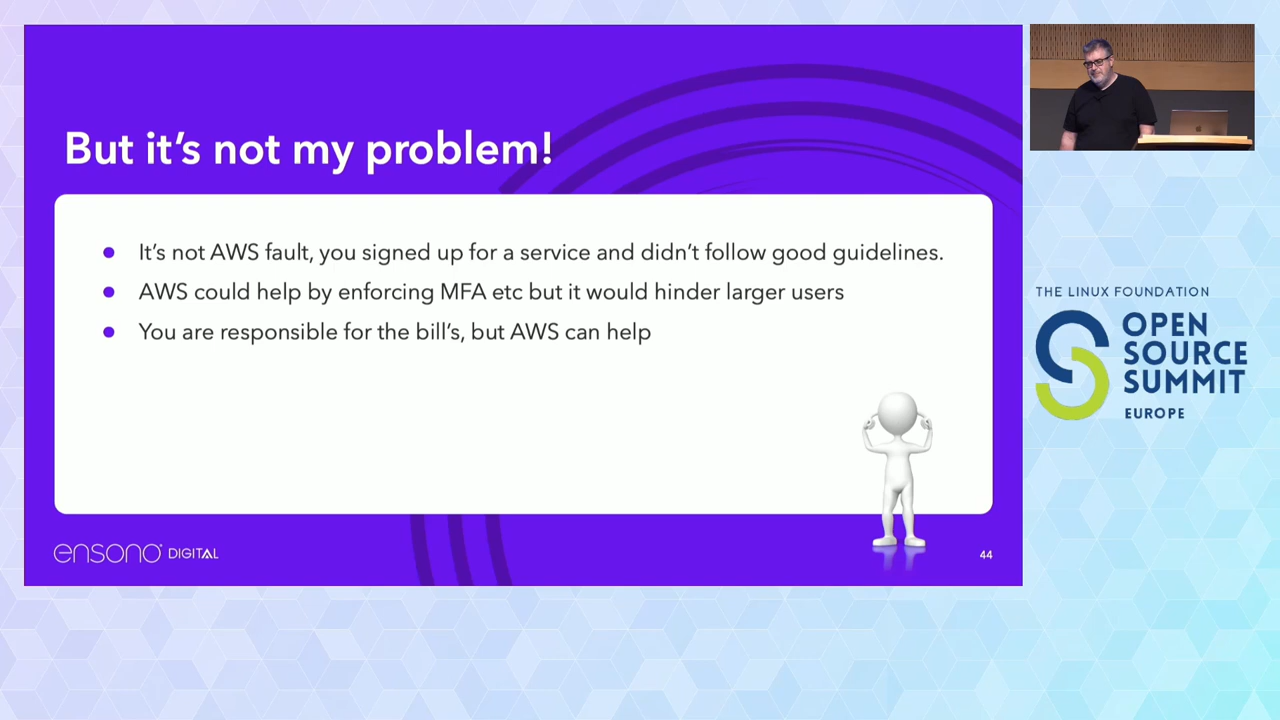 But it's not my problem!
It's not AWS fault, you signed up for a service and didn't follow good guidelines.
AWS could help by enforcing MFA etc but it would hinder larger users
You are responsible for the bill's, but AWS can help
ensono DIGITAL
44
THE LINUX FOUNDATION
OPEN
SOURCE
SUMMIT
EUROPE